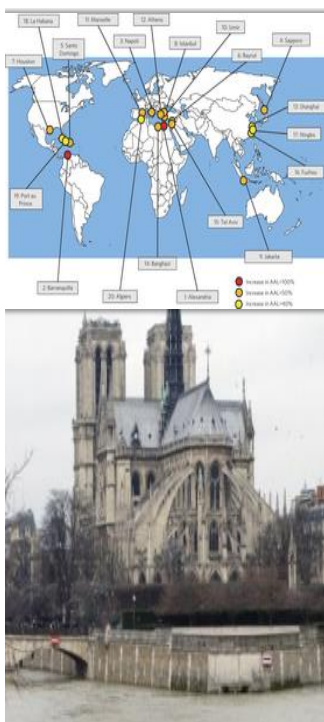 11. Marseille
12. Athens
10. Izmir
18. La Habana
3. Napoli
8. Istanbul
5. Santo
Domingo
6. Beyrut
4. Sapporo
7. Houston
13. Shanghai
17. Ningbo
16. Fuzhou
19. Port au
Prince
15. Tel Aviv
14. Benghazi
9. Jakarta
2. Barranquilla
20. Algiers
1. Alexandria
Increase in AAL>100%
Increase in AAL>50%
Increase in AAL>40%